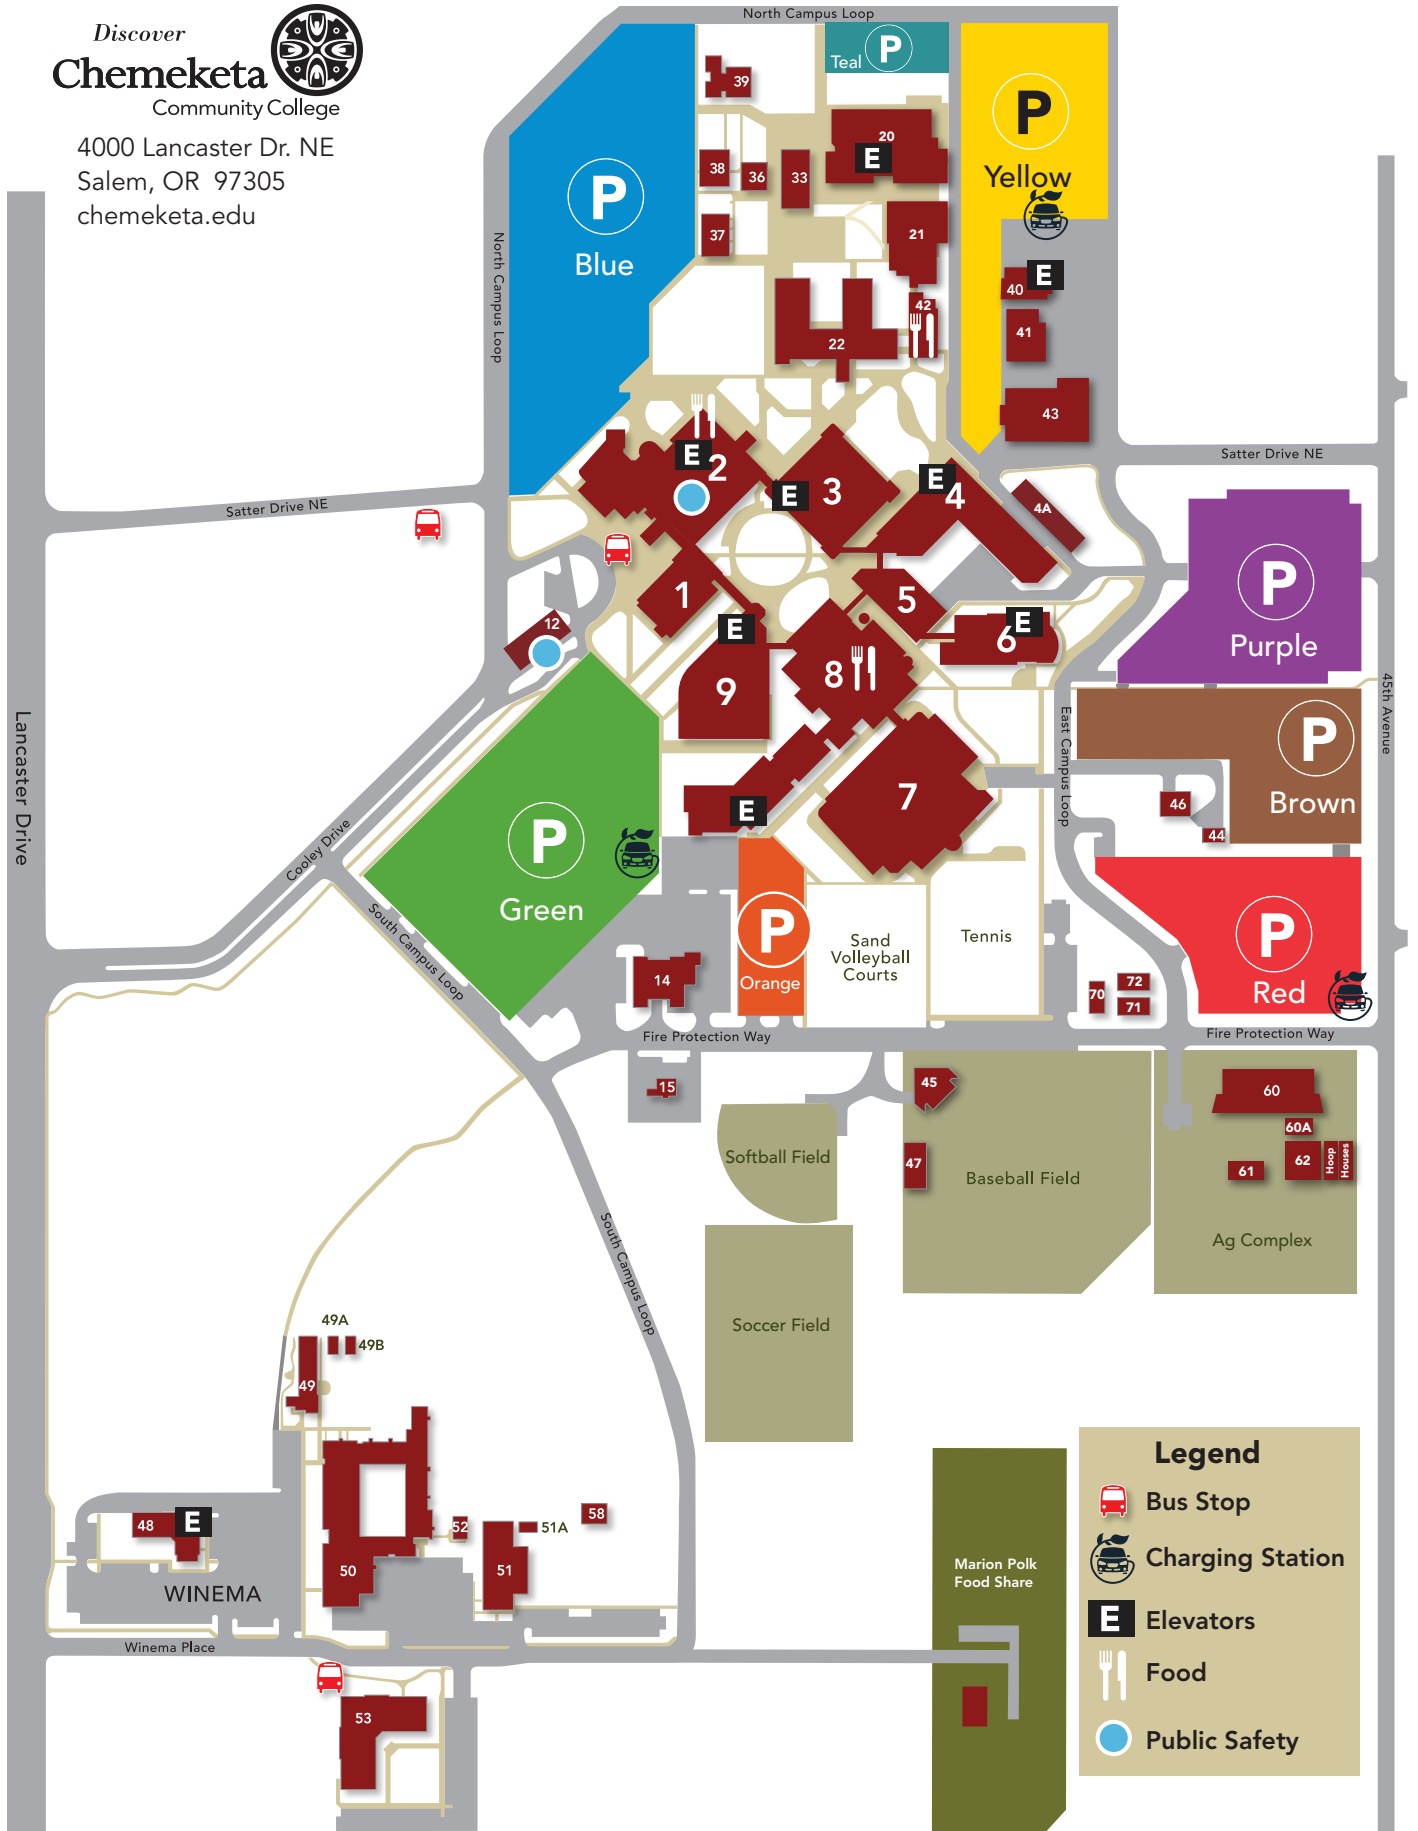 Discover
Chemeketa
Community College
4000 Lancaster Dr. NE
Salem, OR 97305
chemeketa.edu
North Campus Loop
P
Teal
P
Yellow
P
Blue
North Campus Loop
39
38
36
33
20
E
37
21
22
42
40
E
41
43
Satter Drive NE
Satter Drive NE
E
2
E
3
E
4
4A
1
5
6
E
12
E
9
8
7
E
P
Purple
45th Avenue
P
Brown
46
44
East Campus Loop
Lancaster Drive
Cooley Drive
P
Green
South Campus Loop
P
Orange
Sand
Volleyball
Courts
Tennis
P
Red
14
70
72
71
Fire Protection Way
Fire Protection Way
15
45
47
60
60A
61
62
Hoop
Houses
Softball Field
Baseball Field
Ag Complex
Soccer Field
South Campus Loop
49A
49B
49
48
E
WINEMA
50
52
51
51A
58
Winema Place
53
Marion Polk
Food Share
Legend
Bus Stop
Charging Station
E
Elevators
Food
Public Safety